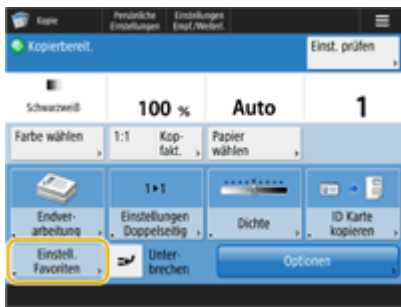 Kopie
Persönliche
Einstellungen
Einstellungen
Empf./Weiterl.
Kopierbereit.
Einst. prüfen
Schwarzweiß
100 %
Auto
1
Farbe wählen
1:1
Kop-
fakt.
Papier
wählen
1▸1
Endver-
arbeitung
Einstellungen
Doppelseitig
Dichte
ID Karte
kopieren
Einstell.
Favoriten
Unter-
brechen
Optionen